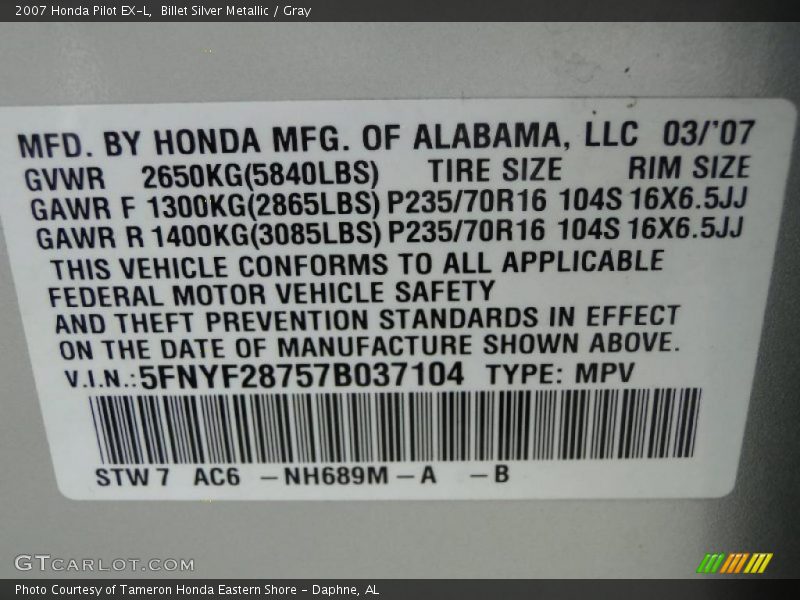 2007 Honda Pilot EX-L, Billet Silver Metallic / Gray
MFD. BY HONDA MFG. OF ALABAMA, LLC 03/'07
GVWR 2650KG(5840LBS) TIRE SIZE RIM SIZE
GAWR F 1300KG(2865LBS) P235/70R16 104S 16X6.5JJ
GAWR R 1400KG(3085LBS) P235/70R16 104S 16X6.5JJ
THIS VEHICLE CONFORMS TO ALL APPLICABLE
FEDERAL MOTOR VEHICLE SAFETY
AND THEFT PREVENTION STANDARDS IN EFFECT
ON THE DATE OF MANUFACTURE SHOWN ABOVE.
V.I.N.:5FNYF28757B037104 TYPE: MPV
STW7 AC6 -NH689M-A -B
GTCARLOT.COM
Photo Courtesy of Tameron Honda Eastern Shore - Daphne, AL